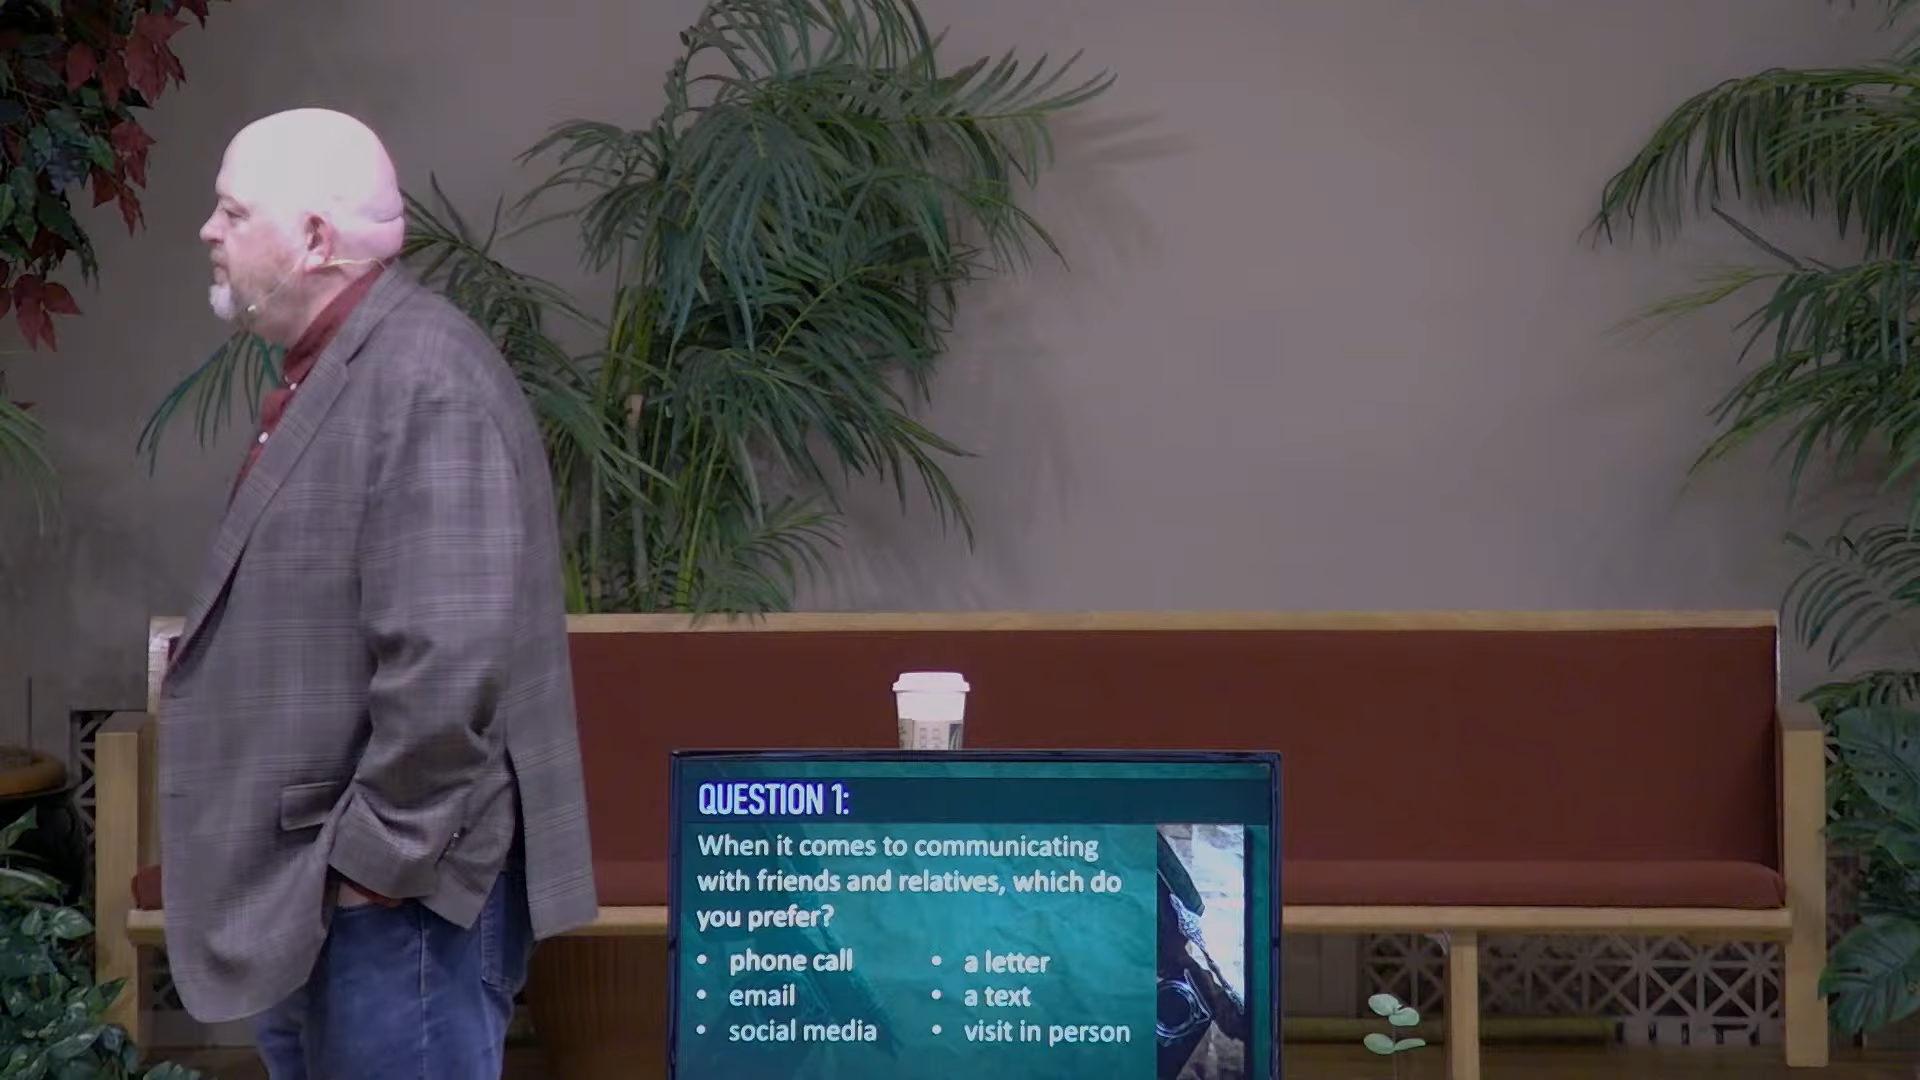 QUESTION 1:
When it comes to communicating
with friends and relatives, which do
you prefer?
• phone call
• email
• social media
• a letter
• a text
• visit in person